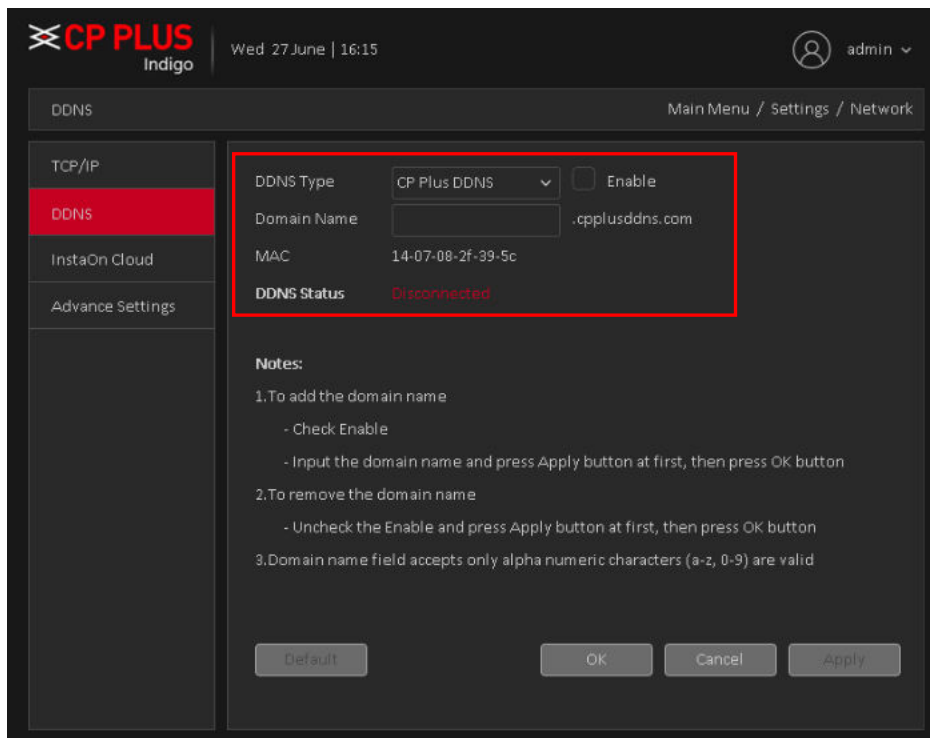 CP PLUS
Indigo
Wed 27 June | 16:15
admin
DDNS
Main Menu / Settings / Network
TCP/IP
DDNS
InstaOn Cloud
Advance Settings
DDNS Type CP Plus DDNS Enable
Domain Name .cpplusddns.com
MAC 14-07-08-2f-39-5c
DDNS Status Disconnected
Notes:
1.To add the domain name
- Check Enable
- Input the domain name and press Apply button at first, then press OK button
2.To remove the domain name
- Uncheck the Enable and press Apply button at first, then press OK button
3.Domain name field accepts only alpha numeric characters (a-z, 0-9) are valid
Default OK Cancel Apply